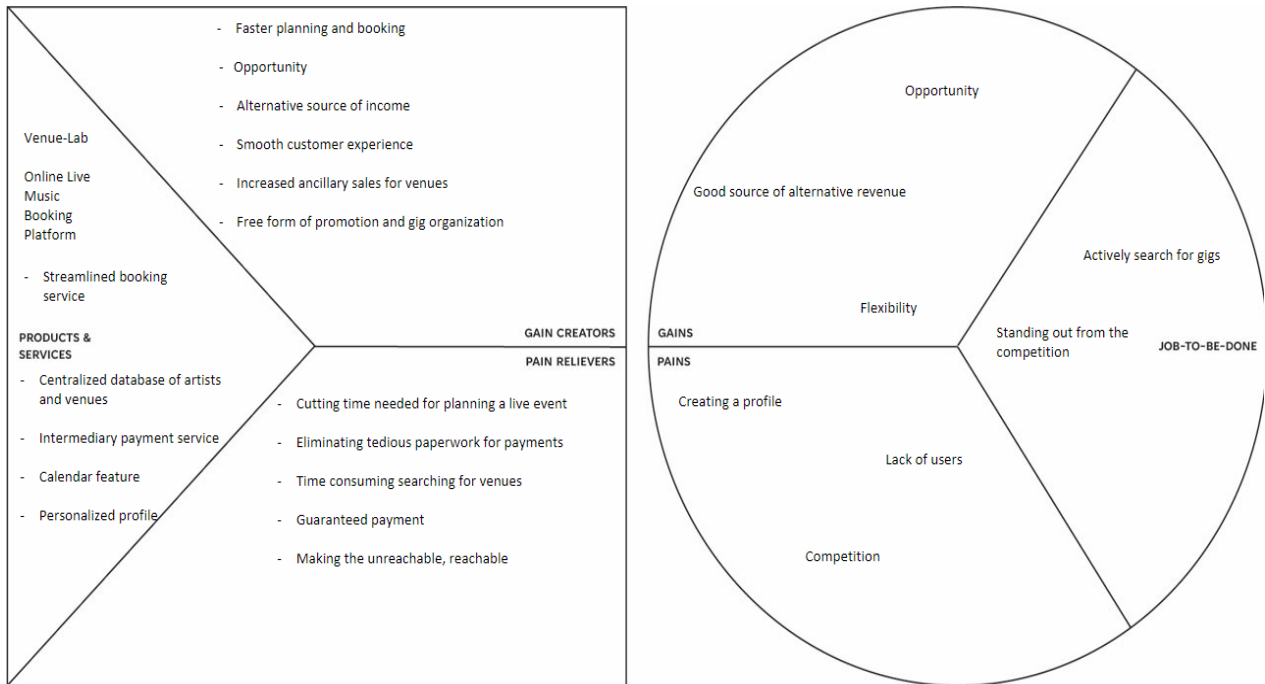 - Faster planning and booking
- Opportunity
- Alternative source of income
- Smooth customer experience
- Increased ancillary sales for venues
- Free form of promotion and gig organization
Venue-Lab
Online Live
Music
Booking
Platform
- Streamlined booking
service
PRODUCTS &
SERVICES
- Centralized database of artists
and venues
- Intermediary payment service
- Calendar feature
- Personalized profile
GAIN CREATORS
PAIN RELIEVERS
- Cutting time needed for planning a live event
- Eliminating tedious paperwork for payments
- Time consuming searching for venues
- Guaranteed payment
- Making the unreachable, reachable
Opportunity
Good source of alternative revenue
Flexibility
GAINS
PAINS
Creating a profile
Lack of users
Competition
Actively search for gigs
Standing out from the
competition
JOB-TO-BE-DONE